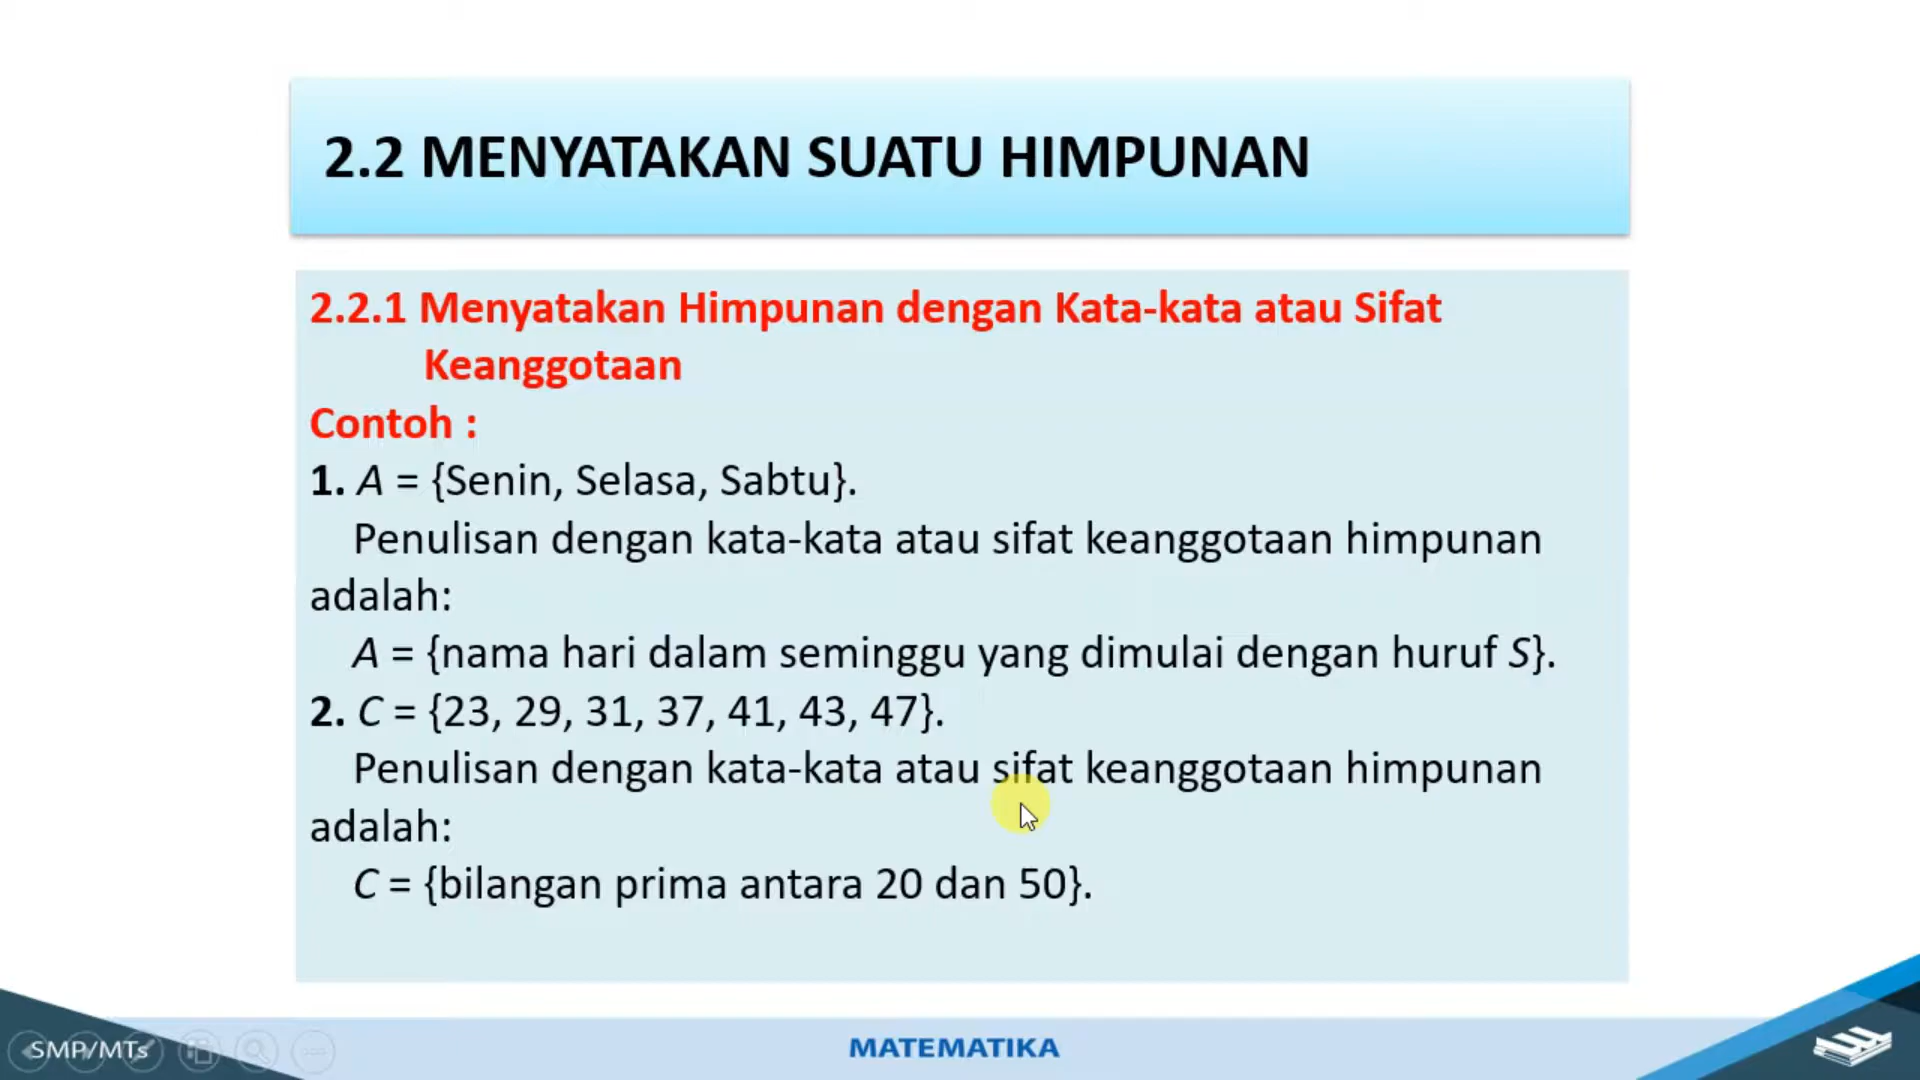 2.2 MENYATAKAN SUATU HIMPUNAN
2.2.1 Menyatakan Himpunan dengan Kata-kata atau Sifat
Keanggotaan
Contoh :
1. A = {Senin, Selasa, Sabtu}.
Penulisan dengan kata-kata atau sifat keanggotaan himpunan
adalah:
A = {nama hari dalam seminggu yang dimulai dengan huruf S}.
2. C = {23, 29, 31, 37, 41, 43, 47}.
Penulisan dengan kata-kata atau sifat keanggotaan himpunan
adalah:
C = {bilangan prima antara 20 dan 50}.
SMP/MTs
MATEMATIKA